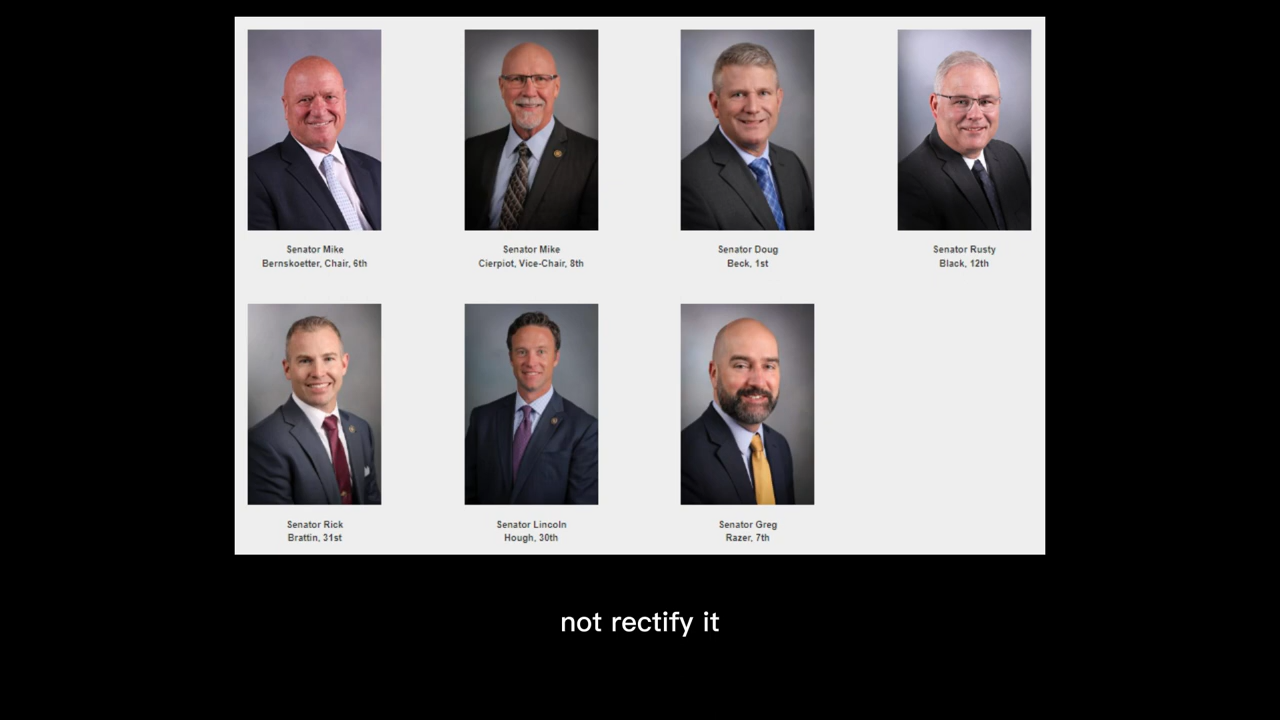 Senator Mike
Bernskoetter, Chair, 6th
Senator Mike
Cierpiot, Vice-Chair, 8th
Senator Doug
Beck, 1st
Senator Rusty
Black, 12th
Senator Rick
Brattin, 31st
Senator Lincoln
Hough, 30th
Senator Greg
Razer, 7th
not rectify it